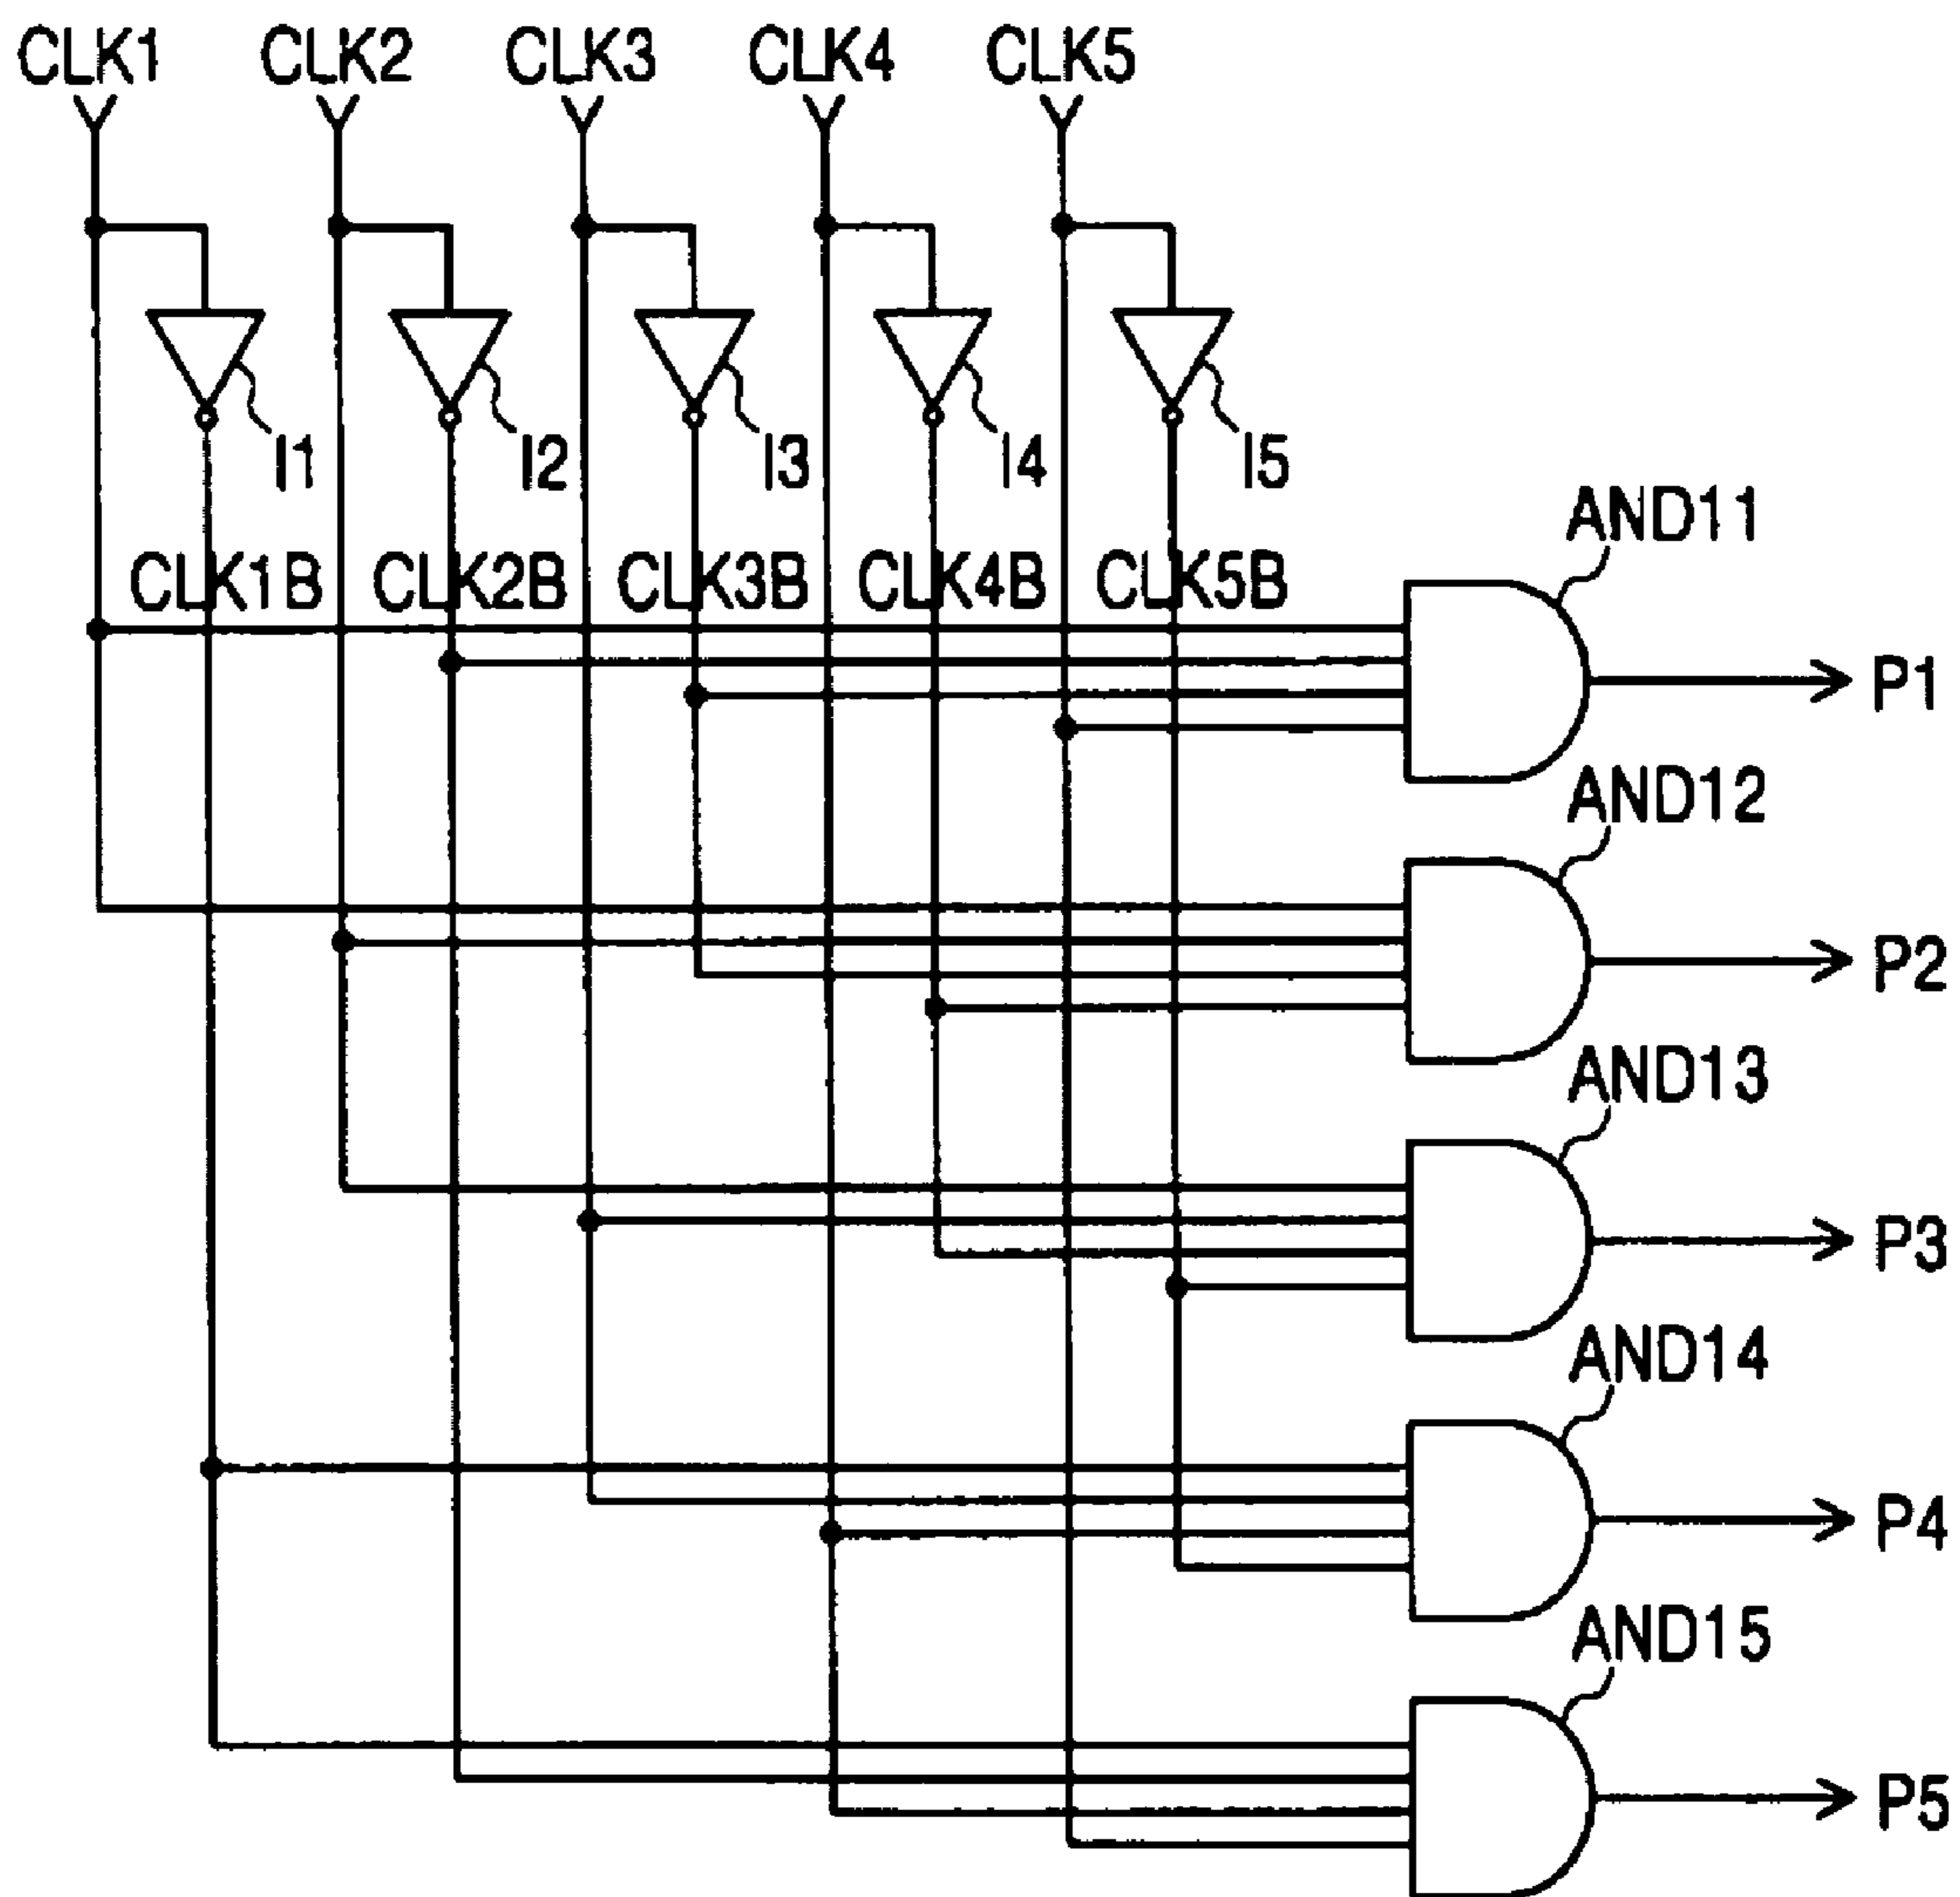 CLK1 CLK2 CLK3 CLK4 CLK5
I1 I2 I3 I4 I5
AND11
CLK1B CLK2B CLK3B CLK4B CLK5B
P1
AND12
P2
AND13
P3
AND14
P4
AND15
P5